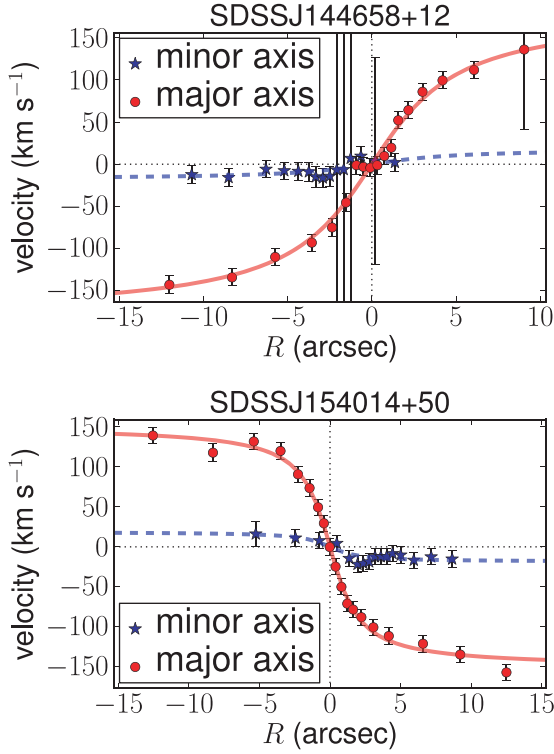 SDSSJ144658+12
minor axis
major axis
150
100
50
0
−50
−100
−150
velocity (km s⁻¹)
−15 −10 −5 0 5 10
R (arcsec)
SDSSJ154014+50
150
100
50
0
−50
−100
−150
velocity (km s⁻¹)
minor axis
major axis
−15 −10 −5 0 5 10 15
R (arcsec)